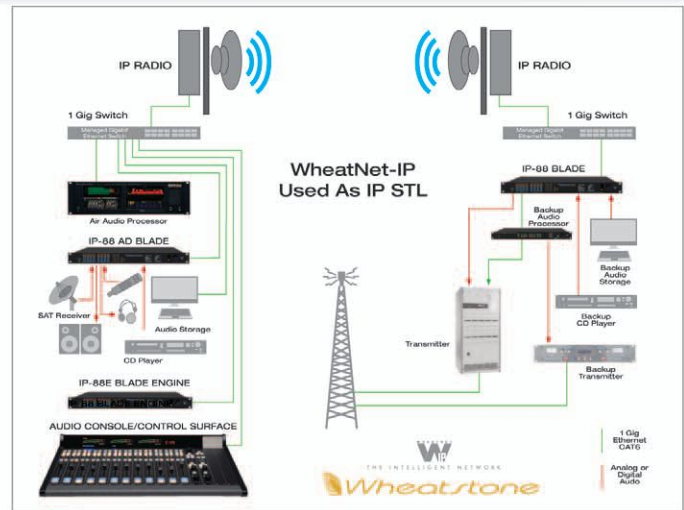 IP RADIO
IP RADIO
1 Gig Switch
Managed Gigabit
Ethernet Switch
1 Gig Switch
Managed Gigabit
Ethernet Switch
WheatNet-IP
Used As IP STL
Air Audio Processor
IP-88 AD BLADE
SAT Receiver
Audio Storage
CD Player
IP-88E BLADE ENGINE
AUDIO CONSOLE/CONTROL SURFACE
IP-88 BLADE
Backup
Audio
Processor
Backup
Audio
Storage
Backup
CD Player
Transmitter
Backup
Transmitter
1 Gig
Ethernet
CAT6
Analog or
Digital
Audo
THE INTELLIGENT NETWORK
Wheatstone